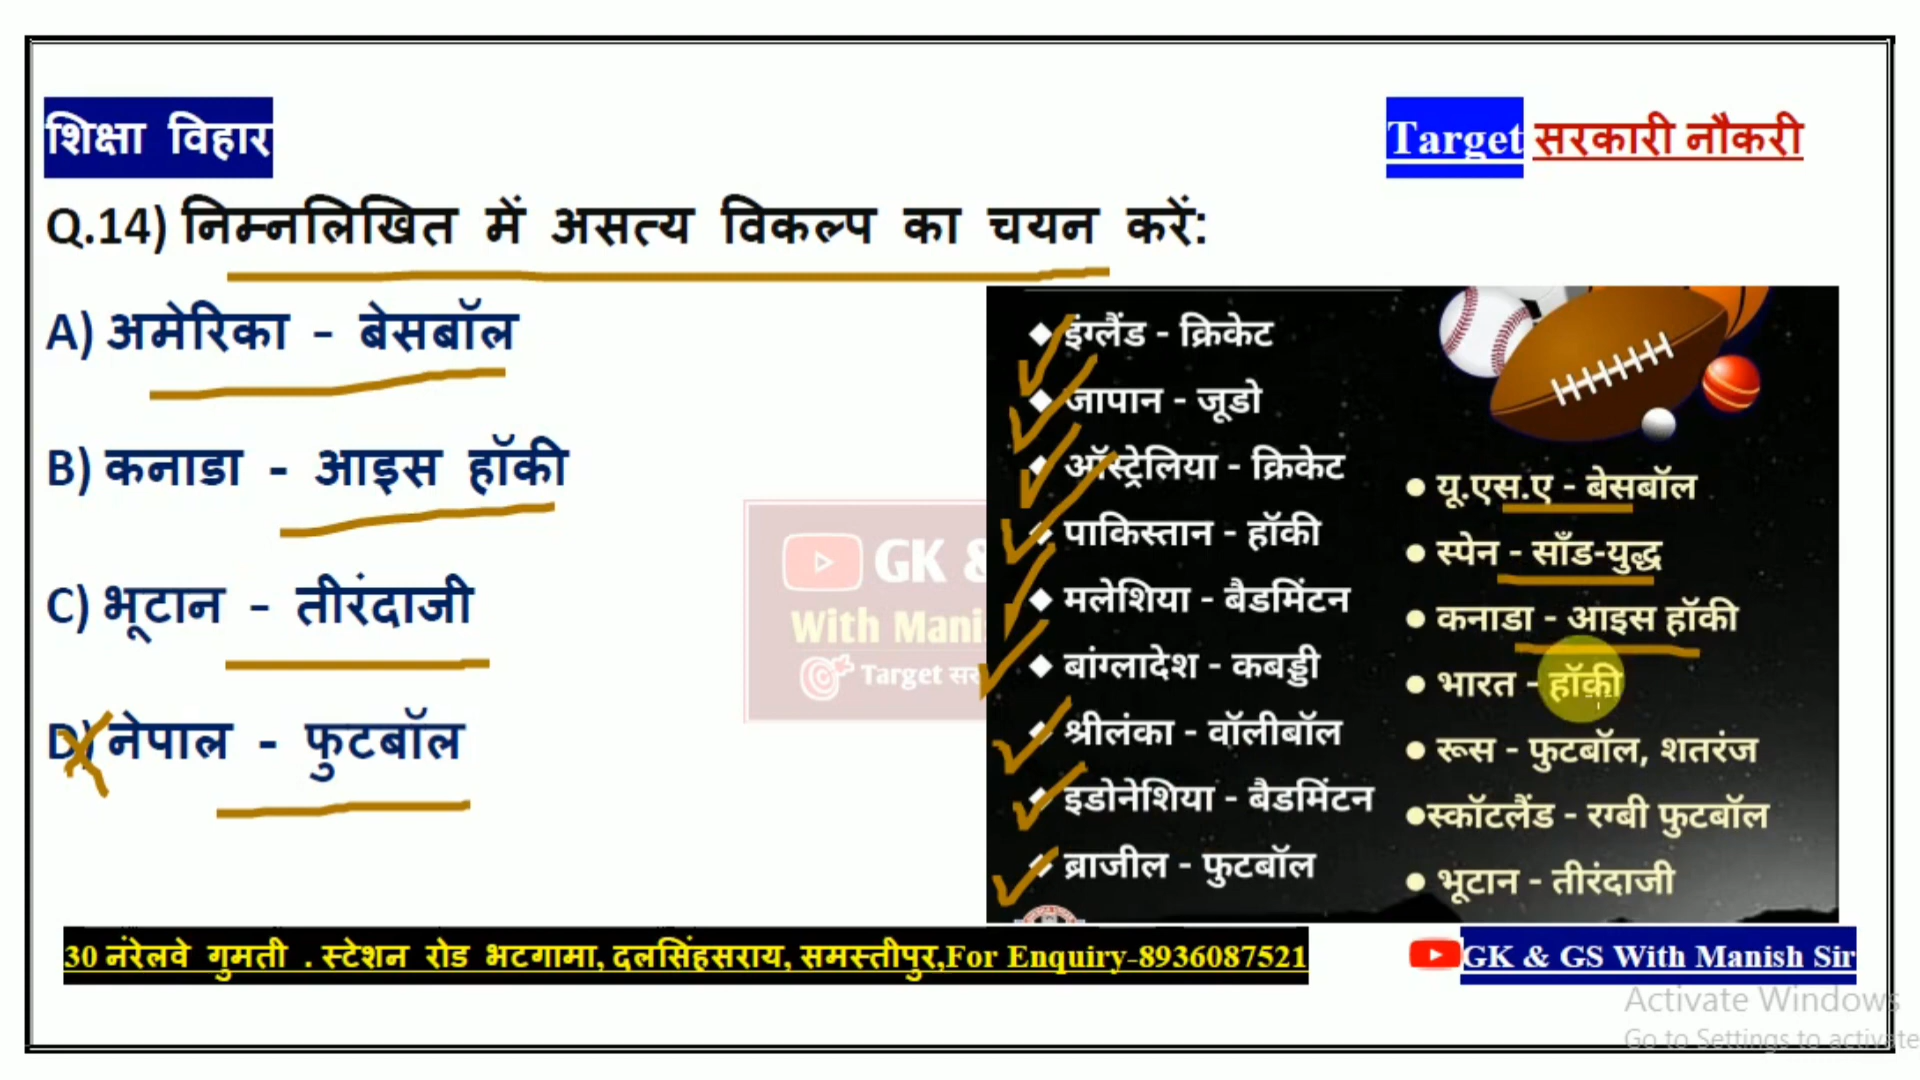 शिक्षा विहार
Target सरकारी नौकरी
Q.14) निम्नलिखित में असत्य विकल्प का चयन करें:
A) अमेरिका - बेसबॉल
B) कनाडा - आइस हॉकी
C) भूटान - तीरंदाजी
D) नेपाल - फुटबॉल
GK &
With Mani
Target सर
इंग्लैंड - क्रिकेट
जापान - जूडो
ऑस्ट्रेलिया - क्रिकेट
पाकिस्तान - हॉकी
मलेशिया - बैडमिंटन
बांग्लादेश - कबड्डी
श्रीलंका - वॉलीबॉल
इंडोनेशिया - बैडमिंटन
ब्राजील - फुटबॉल
यू.एस.ए - बेसबॉल
स्पेन - साँड-युद्ध
कनाडा - आइस हॉकी
भारत - हॉकी
रूस - फुटबॉल, शतरंज
स्कॉटलैंड - रग्बी फुटबॉल
भूटान - तीरंदाजी
30 नंरेलवे गुमती . स्टेशन रोड भटगामा, दलसिंहसराय, समस्तीपुर,For Enquiry-8936087521
GK & GS With Manish Sir
Activate Windows
Go to Settings to activate